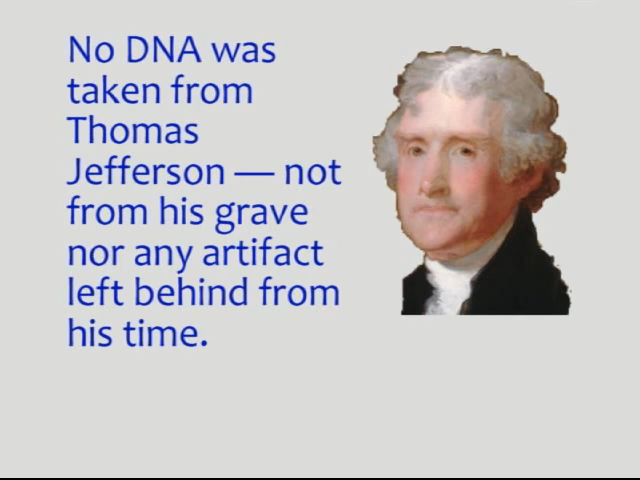 No DNA was
taken from
Thomas
Jefferson — not
from his grave
nor any artifact
left behind from
his time.